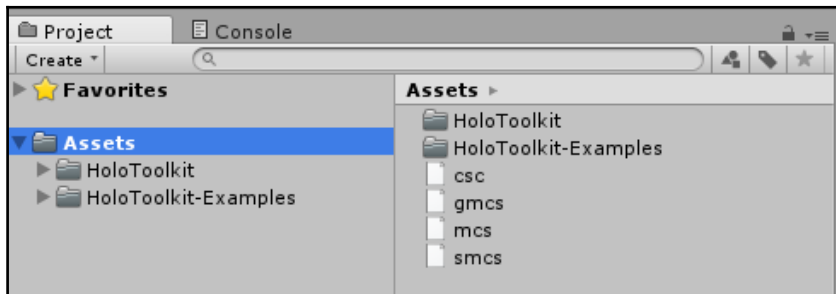 Project
Console
Create
Favorites
Assets
HoloToolkit
HoloToolkit-Examples
Assets
HoloToolkit
HoloToolkit-Examples
csc
gmcs
mcs
smcs